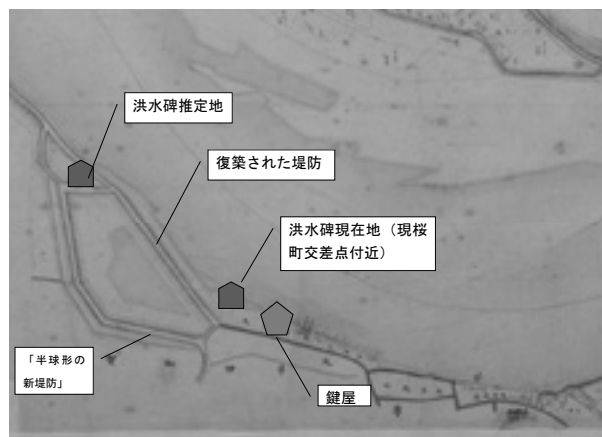 洪水碑推定地
復築された堤防
洪水碑現在地（現桜
町交差点付近）
「半球形の
新堤防」
鍵屋